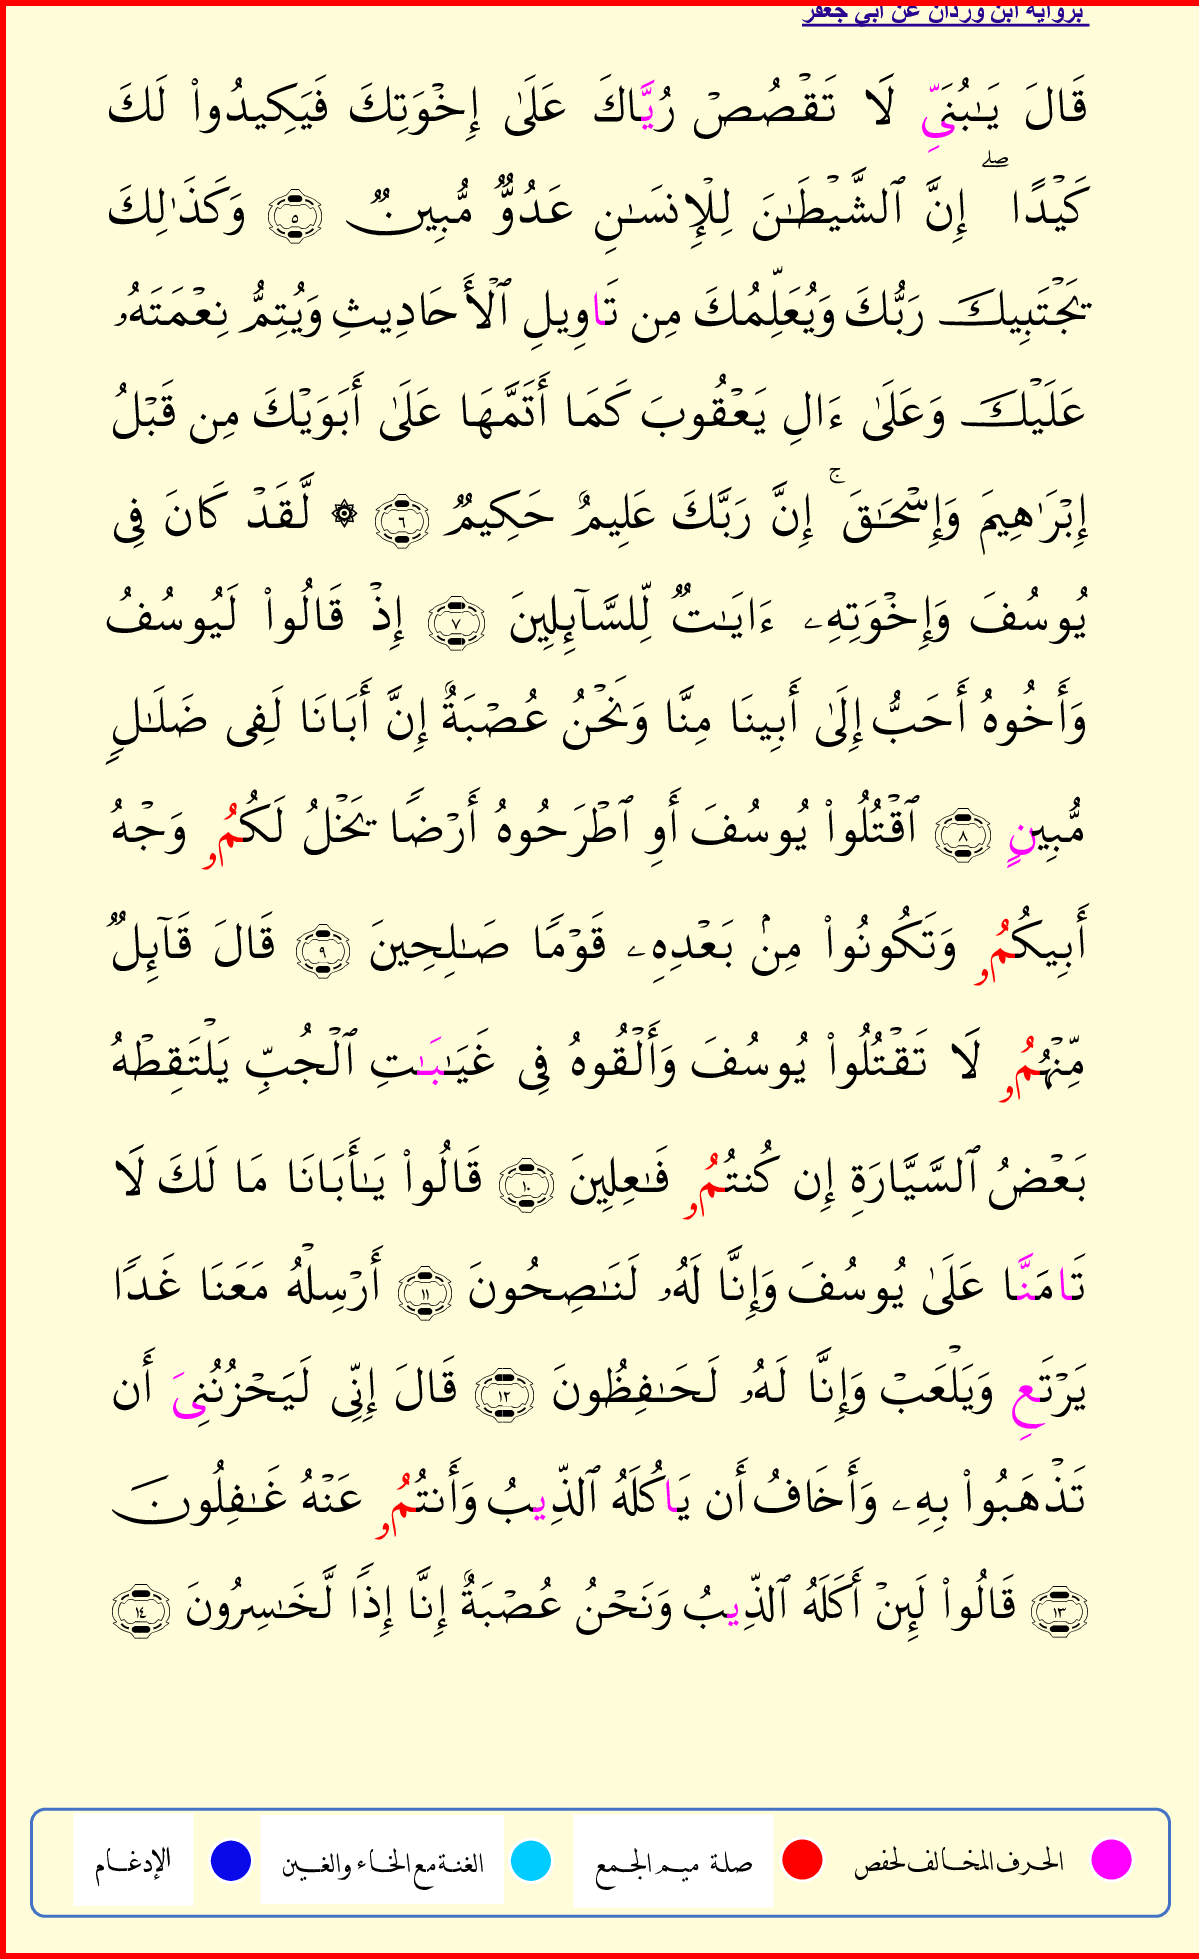 برواية ابن وردان عن أبي جعفر
قَالَ يَـٰبُنَيِّ لَا تَقۡصُصۡ رُيَّاكَ عَلَىٰ إِخۡوَتِكَ فَيَكِيدُواْ لَكَ
كَيۡدًاۖ إِنَّ ٱلشَّيۡطَـٰنَ لِلۡإِنسَـٰنِ عَدُوࣱّ مُّبِينࣱ ٥ وَكَذَٰلِكَ
يَجۡتَبِيكَ رَبُّكَ وَيُعَلِّمُكَ مِن تَاوِيلِ ٱلۡأَحَادِيثِ وَيُتِمُّ نِعۡمَتَهُۥ
عَلَيۡكَ وَعَلَىٰ ءَالِ يَعۡقُوبَ كَمَا أَتَمَّهَا عَلَىٰ أَبَوَيۡكَ مِن قَبۡلُ
إِبۡرَٰهِيمَ وَإِسۡحَـٰقَۚ إِنَّ رَبَّكَ عَلِيمٌ حَكِيمࣱ ٦ ۞ لَّقَدۡ كَانَ فِي
يُوسُفَ وَإِخۡوَتِهِۦ ءَايَـٰتࣱ لِّلسَّآئِلِينَ ٧ إِذۡ قَالُواْ لَيُوسُفُ
وَأَخُوهُ أَحَبُّ إِلَىٰ أَبِينَا مِنَّا وَنَحۡنُ عُصۡبَةٌ إِنَّ أَبَانَا لَفِي ضَلَـٰلࣲ
مُّبِينٍ ٨ ٱقۡتُلُواْ يُوسُفَ أَوِ ٱطۡرَحُوهُ أَرۡضࣰا يَخۡلُ لَكُمُۥ وَجۡهُ
أَبِيكُمُۥ وَتَكُونُواْ مِنۢ بَعۡدِهِۦ قَوۡمࣰا صَـٰلِحِينَ ٩ قَالَ قَآئِلࣱ
مِّنۡهُمُۥ لَا تَقۡتُلُواْ يُوسُفَ وَأَلۡقُوهُ فِي غَيَـٰبَـٰتِ ٱلۡجُبِّ يَلۡتَقِطۡهُ
بَعۡضُ ٱلسَّيَّارَةِ إِن كُنتُمُۥ فَـٰعِلِينَ ١٠ قَالُواْ يَـٰأَبَانَا مَا لَكَ لَا
تَامَنَّا عَلَىٰ يُوسُفَ وَإِنَّا لَهُۥ لَنَـٰصِحُونَ ١١ أَرۡسِلۡهُ مَعَنَا غَدࣰا
يَرۡتَعِ وَيَلۡعَبۡ وَإِنَّا لَهُۥ لَحَـٰفِظُونَ ١٢ قَالَ إِنِّي لَيَحۡزُنُنِيَ أَن
تَذۡهَبُواْ بِهِۦ وَأَخَافُ أَن يَاكُلَهُ ٱلذِّيبُ وَأَنتُمُۥ عَنۡهُ غَـٰفِلُونَ
١٣ قَالُواْ لَئِنۡ أَكَلَهُ ٱلذِّيبُ وَنَحۡنُ عُصۡبَةٌ إِنَّا إِذࣰا لَّخَـٰسِرُونَ ١٤
الحرف المخالف لحفص صلة ميم الجمع الغنة مع الخاء والغين الإدغام